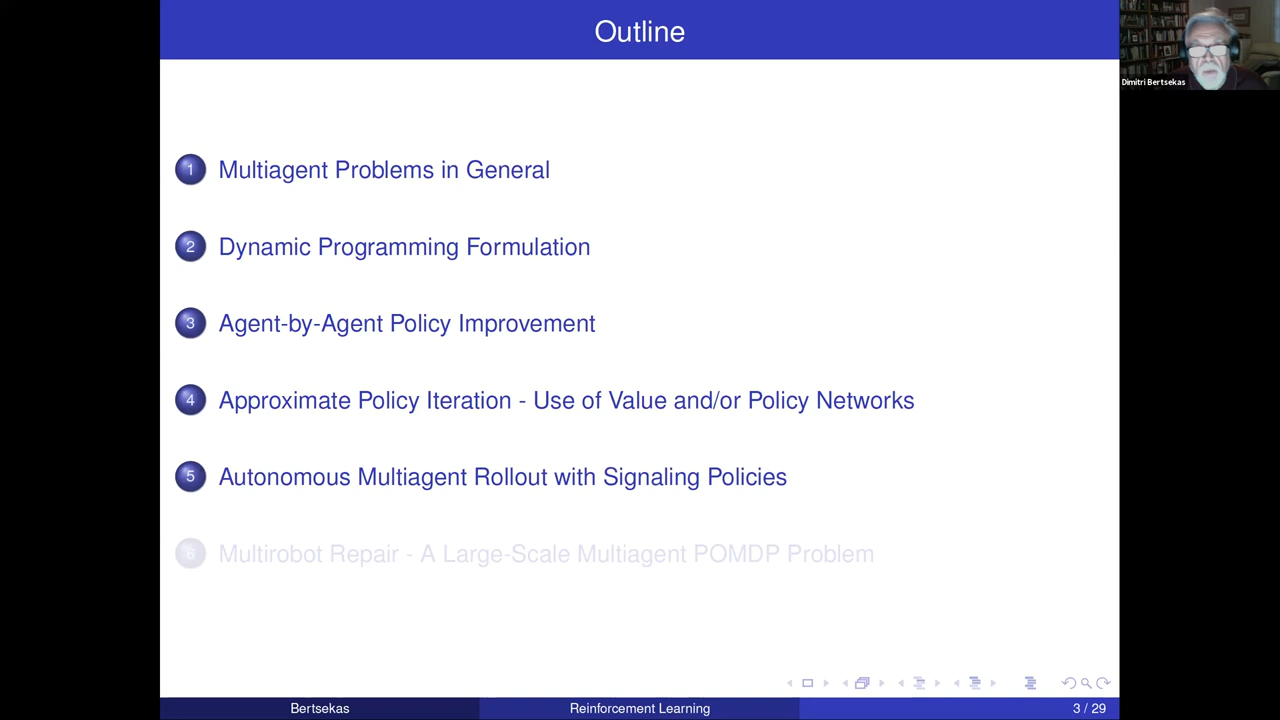 Outline
Dimitri Bertsekas
1 Multiagent Problems in General
2 Dynamic Programming Formulation
3 Agent-by-Agent Policy Improvement
4 Approximate Policy Iteration - Use of Value and/or Policy Networks
5 Autonomous Multiagent Rollout with Signaling Policies
6 Multirobot Repair - A Large-Scale Multiagent POMDP Problem
Bertsekas Reinforcement Learning 3 / 29